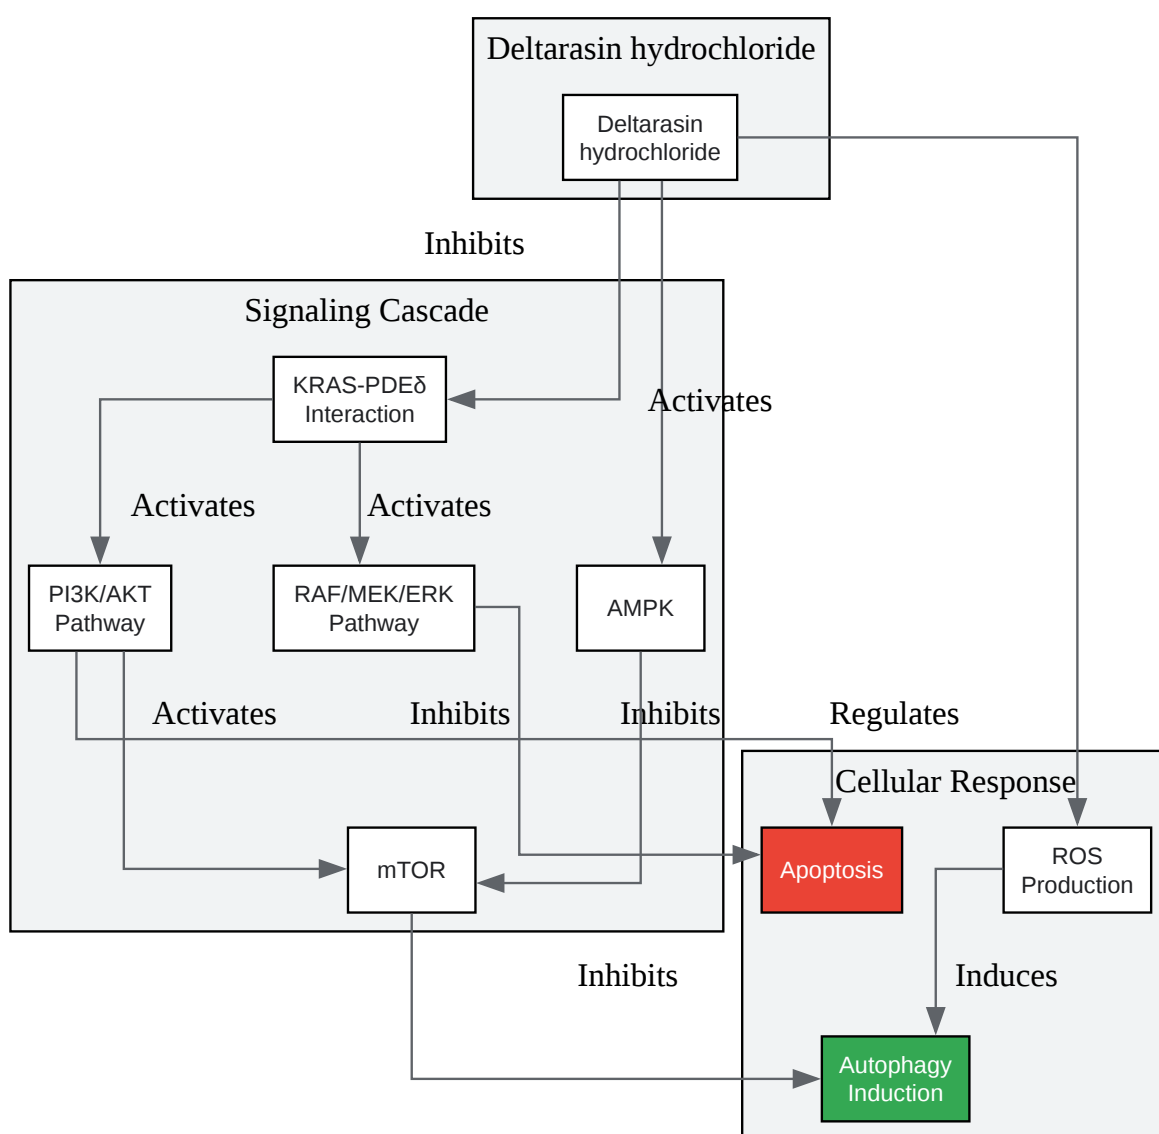 Deltarasin hydrochloride
Deltarasin
hydrochloride
Inhibits
Signaling Cascade
KRAS-PDEδ
Interaction
Activates
Activates
Activates
PI3K/AKT
Pathway
RAF/MEK/ERK
Pathway
AMPK
Activates
Inhibits
Inhibits
Regulates
Cellular Response
mTOR
Apoptosis
ROS
Production
Inhibits
Induces
Autophagy
Induction